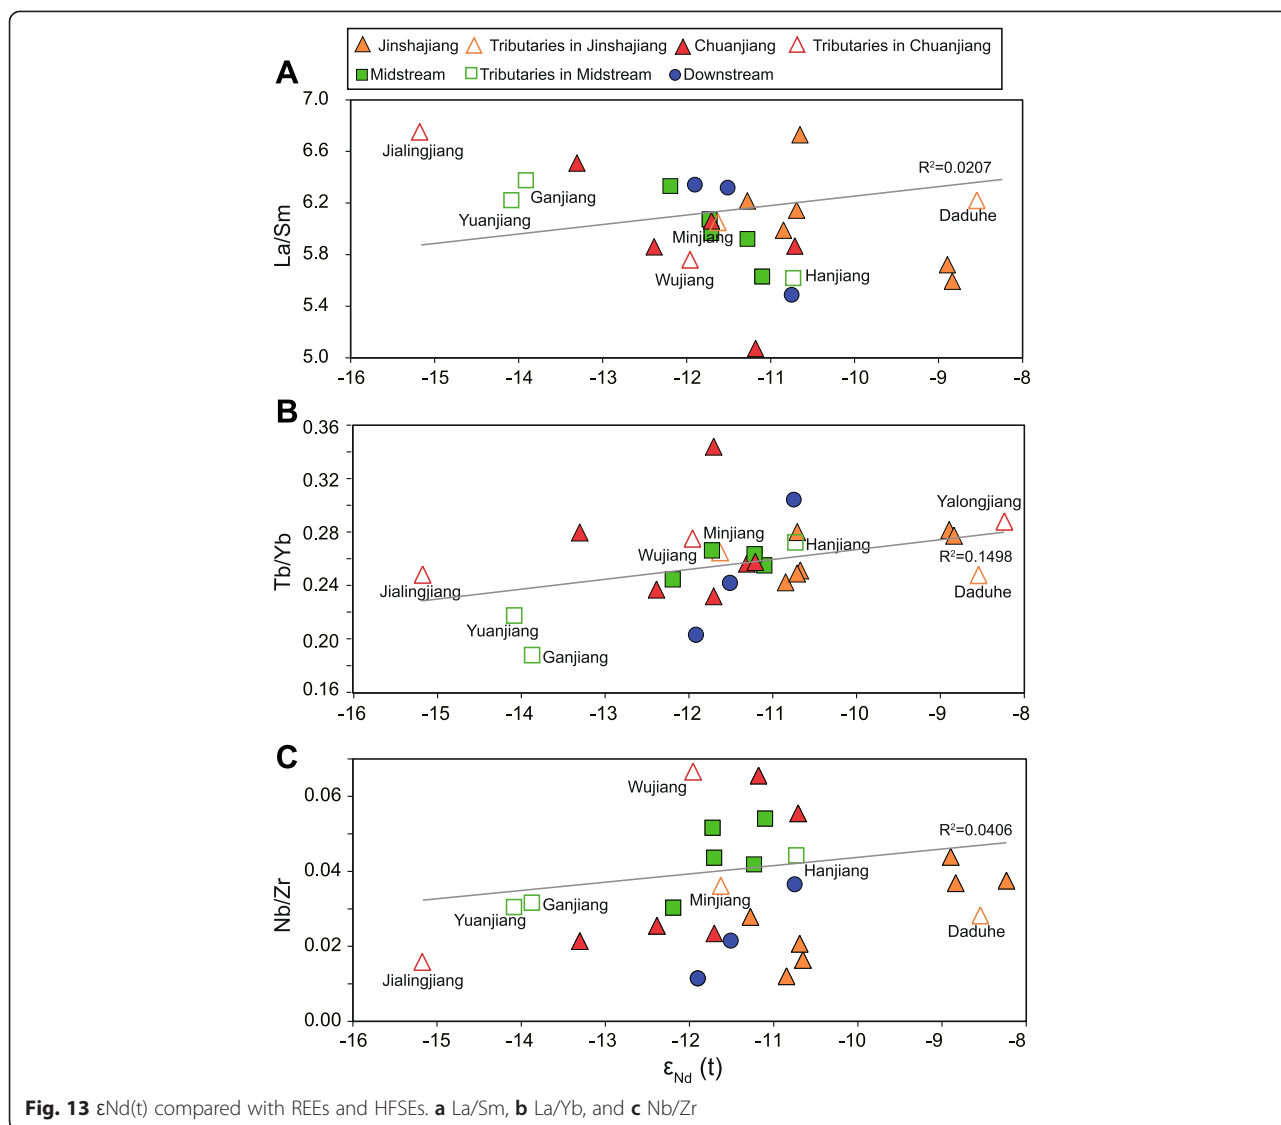 Jinshajiang Tributaries in Jinshajiang Chuanjiang Tributaries in Chuanjiang
Midstream Tributaries in Midstream Downstream
A
La/Sm
7.0
6.6
6.2
5.8
5.4
5.0
Jialingjiang
Ganjiang
Yuanjiang
Minjiang
Wujiang
Hanjiang
R²=0.0207
Daduhe
-16 -15 -14 -13 -12 -11 -10 -9 -8
B
Tb/Yb
0.36
0.32
0.28
0.24
0.20
0.16
Yalongjiang
Minjiang
Wujiang
Hanjiang
R²=0.1498
Jialingjiang
Daduhe
Yuanjiang
Ganjiang
-16 -15 -14 -13 -12 -11 -10 -9 -8
C
Nb/Zr
0.06
0.04
0.02
0.00
Wujiang
R²=0.0406
Hanjiang
Minjiang
Ganjiang
Yuanjiang
Daduhe
Jialingjiang
-16 -15 -14 -13 -12 -11 -10 -9 -8
εNd (t)
Fig. 13 εNd(t) compared with REEs and HFSEs. a La/Sm, b La/Yb, and c Nb/Zr